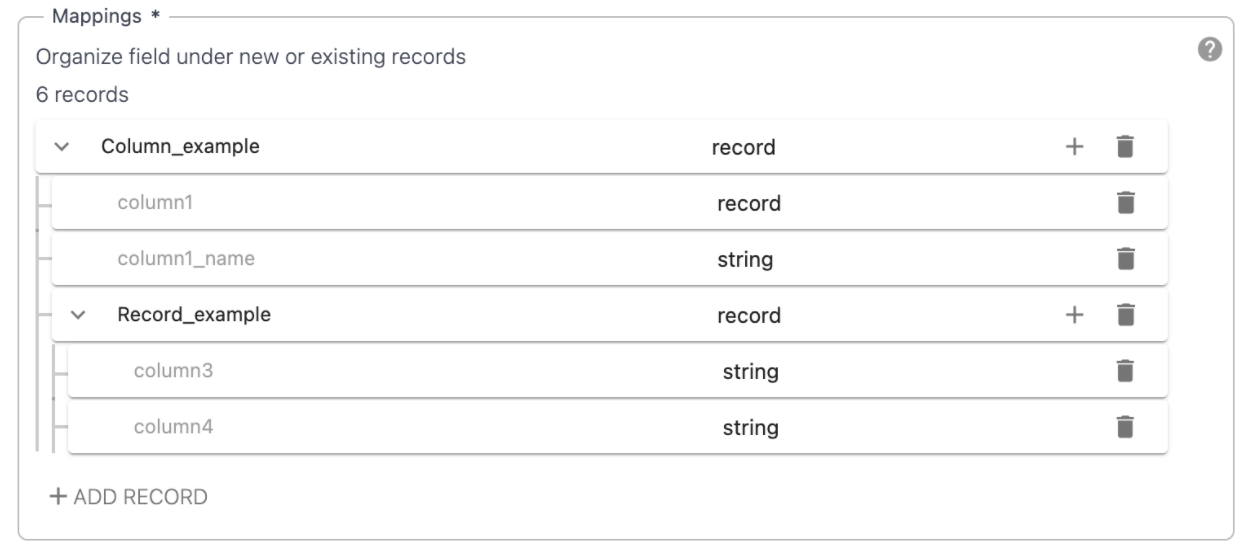 Mappings *
Organize field under new or existing records
?
6 records
Column_example record +
column1 record
column1_name string
Record_example record +
column3 string
column4 string
+ ADD RECORD